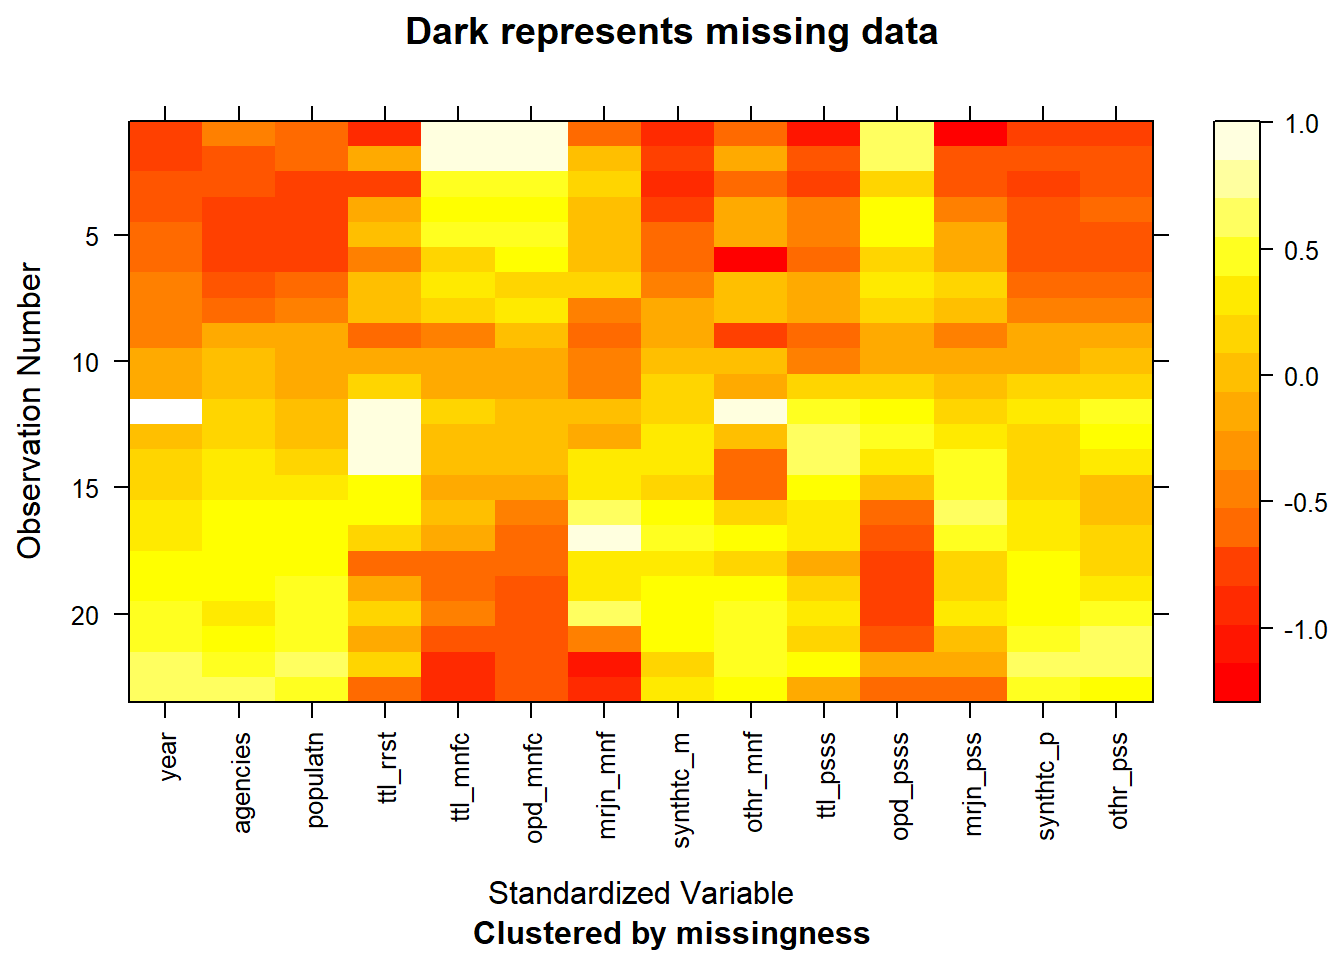 Dark represents missing data
Observation Number
5
10
15
20
year
agencies
populatn
ttl_rrst
ttl_mnfc
opd_mnfc
mrjn_mnf
synthtc_m
othr_mnf
ttl_psss
opd_psss
mrjn_pss
synthtc_p
othr_pss
1.0
0.5
0.0
-0.5
-1.0
Standardized Variable
Clustered by missingness